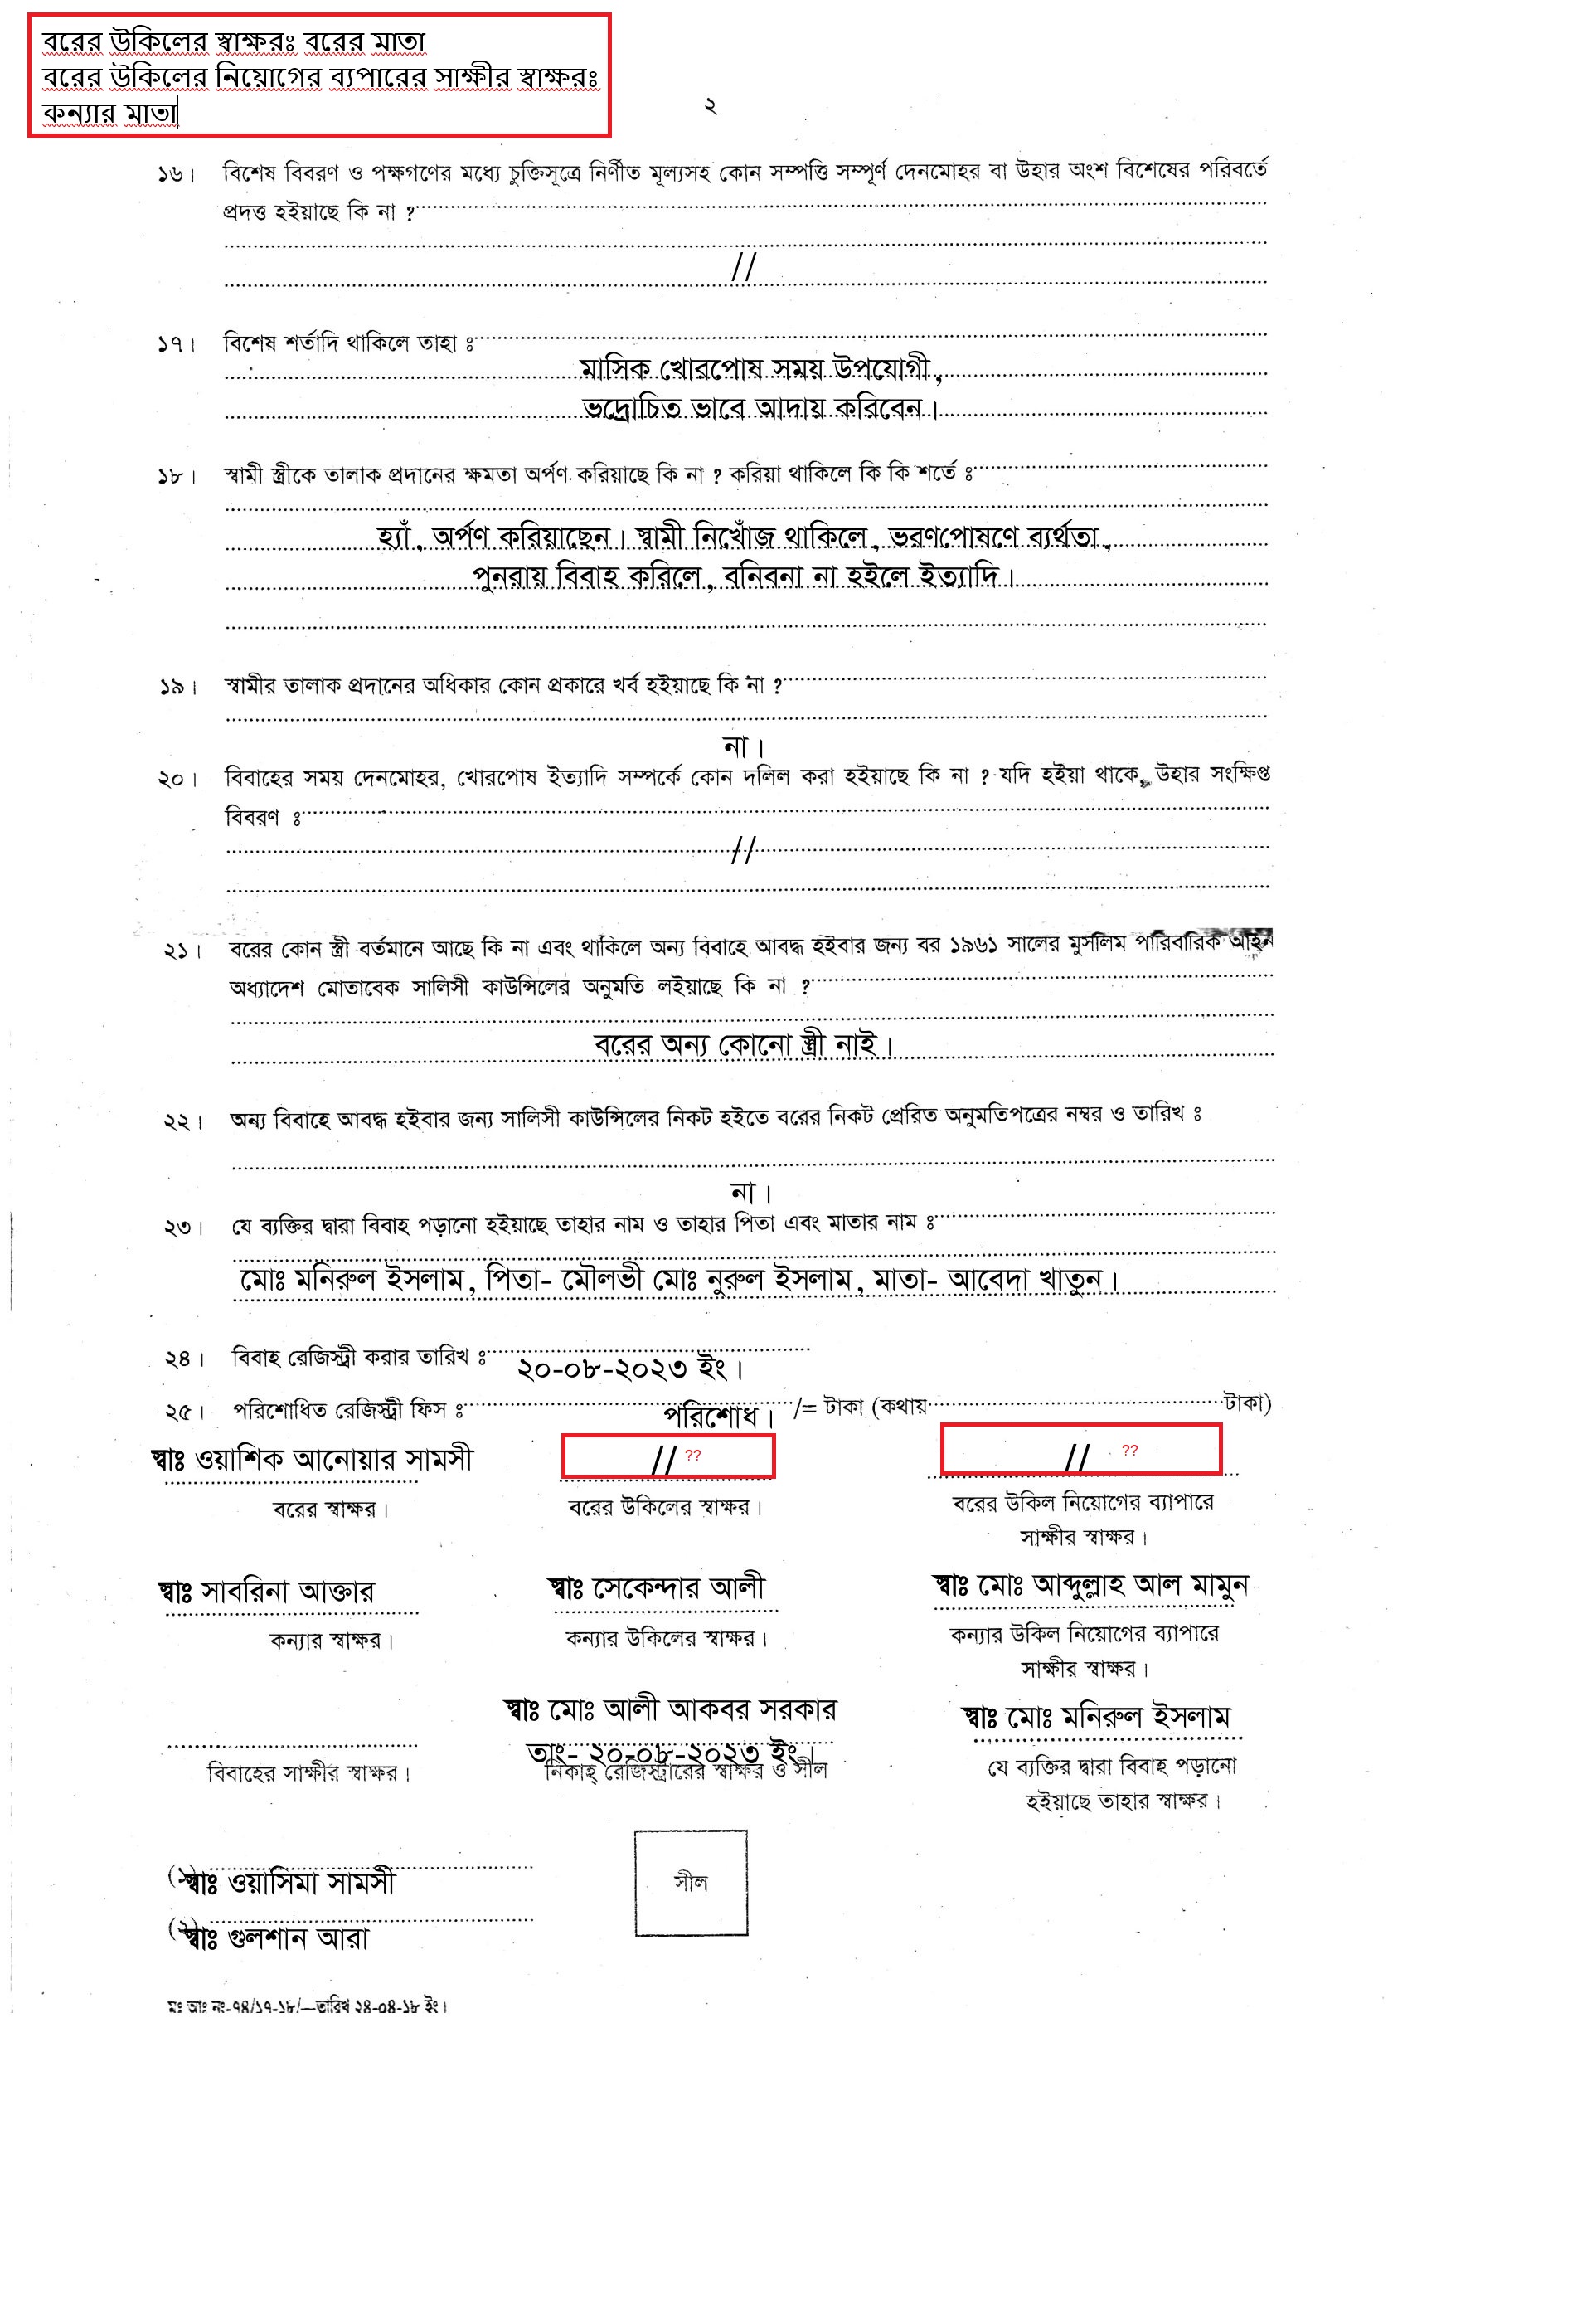 বরের উকিলের স্বাক্ষরঃ বরের মাতা
বরের উকিলের নিয়োগের ব্যপারের সাক্ষীর স্বাক্ষরঃ
কন্যার মাতা
২
১৬। বিশেষ বিবরণ ও পক্ষগণের মধ্যে চুক্তিসূত্রে নির্ণীত মূল্যসহ কোন সম্পত্তি সম্পূর্ণ দেনমোহর বা উহার অংশ বিশেষের পরিবর্তে
প্রদত্ত হইয়াছে কি না ?
//
১৭। বিশেষ শর্তাদি থাকিলে তাহা ঃ
মাসিক খোরপোষ সময় উপযোগী,
ভদ্রোচিত ভাবে আদায় করিবেন।
১৮। স্বামী স্ত্রীকে তালাক প্রদানের ক্ষমতা অর্পণ করিয়াছে কি না ? করিয়া থাকিলে কি কি শর্তে ঃ
হ্যাঁ, অর্পণ করিয়াছেন। স্বামী নিখোঁজ থাকিলে, ভরণপোষণে ব্যর্থতা,
পুনরায় বিবাহ করিলে, বনিবনা না হইলে ইত্যাদি।
১৯। স্বামীর তালাক প্রদানের অধিকার কোন প্রকারে খর্ব হইয়াছে কি না ?
না।
২০। বিবাহের সময় দেনমোহর, খোরপোষ ইত্যাদি সম্পর্কে কোন দলিল করা হইয়াছে কি না ? যদি হইয়া থাকে, উহার সংক্ষিপ্ত
বিবরণ ঃ
//
২১। বরের কোন স্ত্রী বর্তমানে আছে কি না এবং থাকিলে অন্য বিবাহে আবদ্ধ হইবার জন্য বর ১৯৬১ সালের মুসলিম পারিবারিক আইন
অধ্যাদেশ মোতাবেক সালিসী কাউন্সিলের অনুমতি লইয়াছে কি না ?
বরের অন্য কোনো স্ত্রী নাই।
২২। অন্য বিবাহে আবদ্ধ হইবার জন্য সালিসী কাউন্সিলের নিকট হইতে বরের নিকট প্রেরিত অনুমতিপত্রের নম্বর ও তারিখ ঃ
না।
২৩। যে ব্যক্তির দ্বারা বিবাহ পড়ানো হইয়াছে তাহার নাম ও তাহার পিতা এবং মাতার নাম ঃ
মোঃ মনিরুল ইসলাম, পিতা- মৌলভী মোঃ নুরুল ইসলাম, মাতা- আবেদা খাতুন।
২৪। বিবাহ রেজিস্ট্রী করার তারিখ ঃ ২০-০৮-২০২৩ ইং।
২৫। পরিশোধিত রেজিস্ট্রী ফিস ঃ পরিশোধ। /= টাকা (কথায় টাকা)
স্বাঃ ওয়াশিক আনোয়ার সামসী // ?? // ??
বরের স্বাক্ষর। বরের উকিলের স্বাক্ষর। বরের উকিল নিয়োগের ব্যাপারে
সাক্ষীর স্বাক্ষর।
স্বাঃ সাবরিনা আক্তার স্বাঃ সেকেন্দার আলী স্বাঃ মোঃ আব্দুল্লাহ আল মামুন
কন্যার স্বাক্ষর। কন্যার উকিলের স্বাক্ষর। কন্যার উকিল নিয়োগের ব্যাপারে
সাক্ষীর স্বাক্ষর।
স্বাঃ মোঃ আলী আকবর সরকার স্বাঃ মোঃ মনিরুল ইসলাম
তাং- ২০-০৮-২০২৩ ইং।
বিবাহের সাক্ষীর স্বাক্ষর। নিকাহ্ রেজিস্ট্রারের স্বাক্ষর ও সীল যে ব্যক্তির দ্বারা বিবাহ পড়ানো
হইয়াছে তাহার স্বাক্ষর।
(১) স্বাঃ ওয়াসিমা সামসী
সীল
(২) স্বাঃ গুলশান আরা
মঃ আঃ নং-৭৪/১৭-১৮/—তারিখ ২৪-০৪-১৮ ইং।